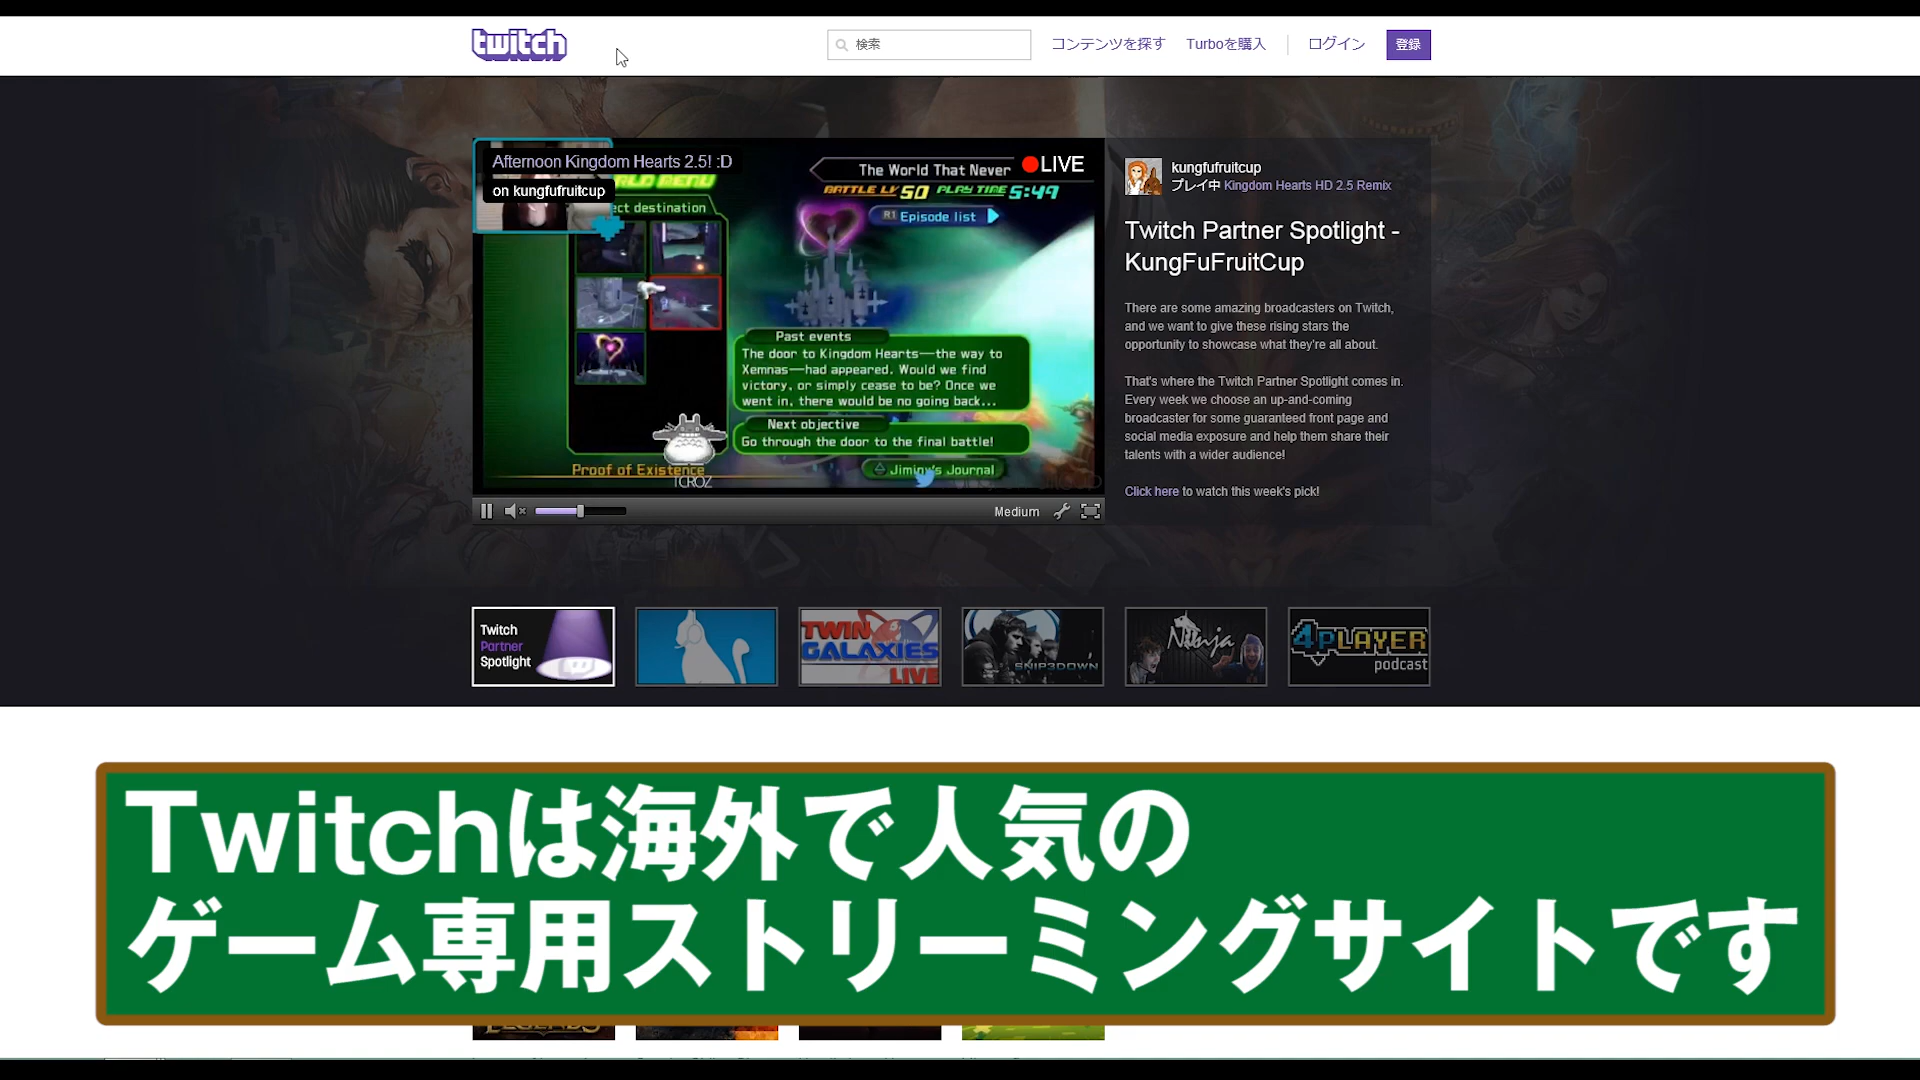 twitch
検索
コンテンツを探す
Turboを購入
ログイン
登録
Afternoon Kingdom Hearts 2.5! :D
on kungfufruitcup
The World That Never
LIVE
BATTLE LV 50 PLAY TIME 5:49
R1 Episode list
Past events
The door to Kingdom Hearts—the way to
Xemnas—had appeared. Would we find
victory, or simply cease to be? Once we
went in, there would be no going back...
Next objective
Go through the door to the final battle!
Jiminy's Journal
Proof of Existence
TCROZ
Medium
kungfufruitcup
プレイ中 Kingdom Hearts HD 2.5 Remix
Twitch Partner Spotlight -
KungFuFruitCup
There are some amazing broadcasters on Twitch,
and we want to give these rising stars the
opportunity to showcase what they're all about.
That's where the Twitch Partner Spotlight comes in.
Every week we choose an up-and-coming
broadcaster for some guaranteed front page and
social media exposure and help them share their
talents with a wider audience!
Click here to watch this week's pick!
Twitch
Partner
Spotlight
TWIN
GALAXIES
LIVE
SNIP3DOWN
Ninja
4PLAYER
podcast
Twitchは海外で人気の
ゲーム専用ストリーミングサイトです